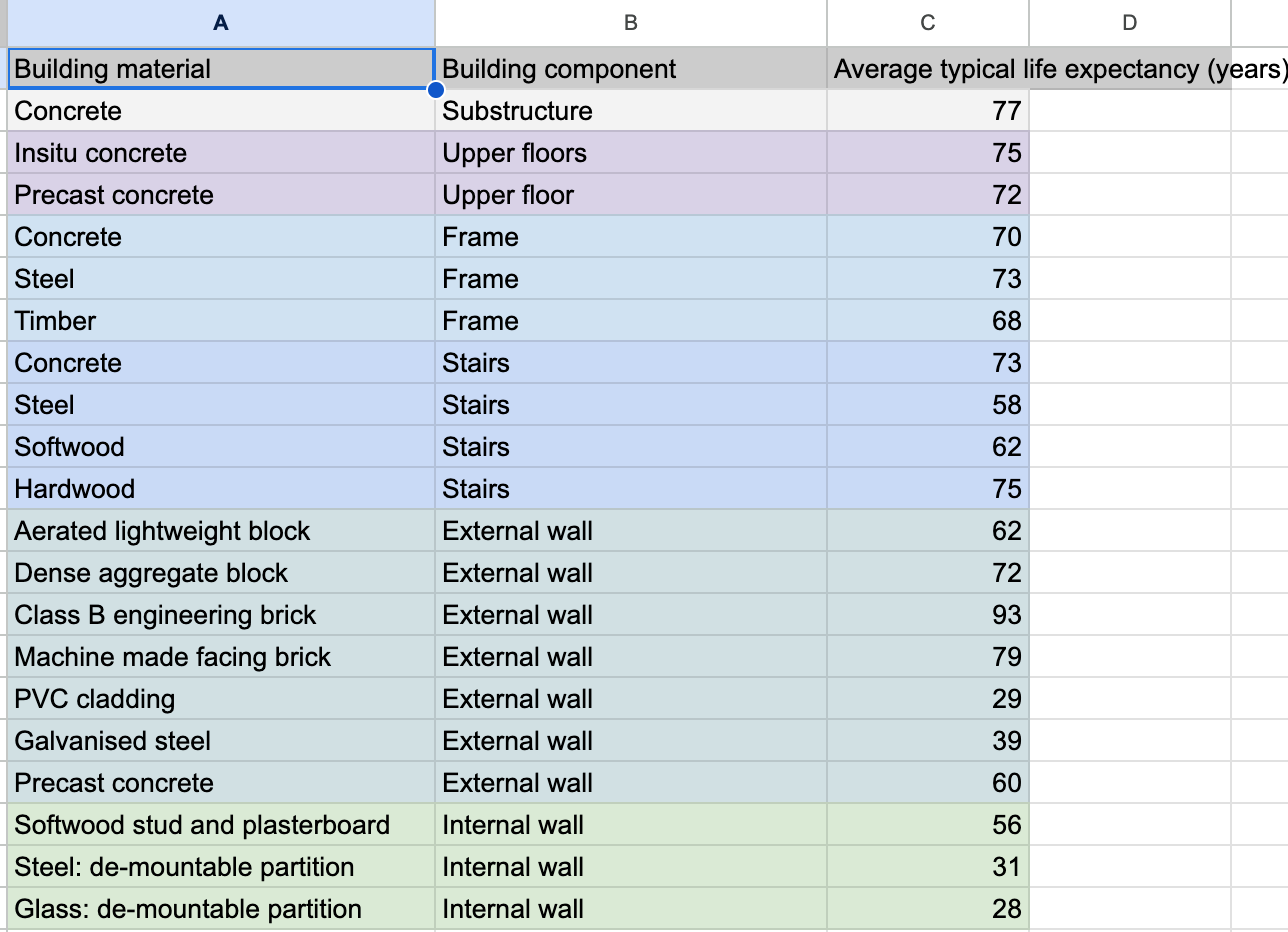 A B C D
Building material Building component Average typical life expectancy (years)
Concrete Substructure 77
Insitu concrete Upper floors 75
Precast concrete Upper floor 72
Concrete Frame 70
Steel Frame 73
Timber Frame 68
Concrete Stairs 73
Steel Stairs 58
Softwood Stairs 62
Hardwood Stairs 75
Aerated lightweight block External wall 62
Dense aggregate block External wall 72
Class B engineering brick External wall 93
Machine made facing brick External wall 79
PVC cladding External wall 29
Galvanised steel External wall 39
Precast concrete External wall 60
Softwood stud and plasterboard Internal wall 56
Steel: de-mountable partition Internal wall 31
Glass: de-mountable partition Internal wall 28